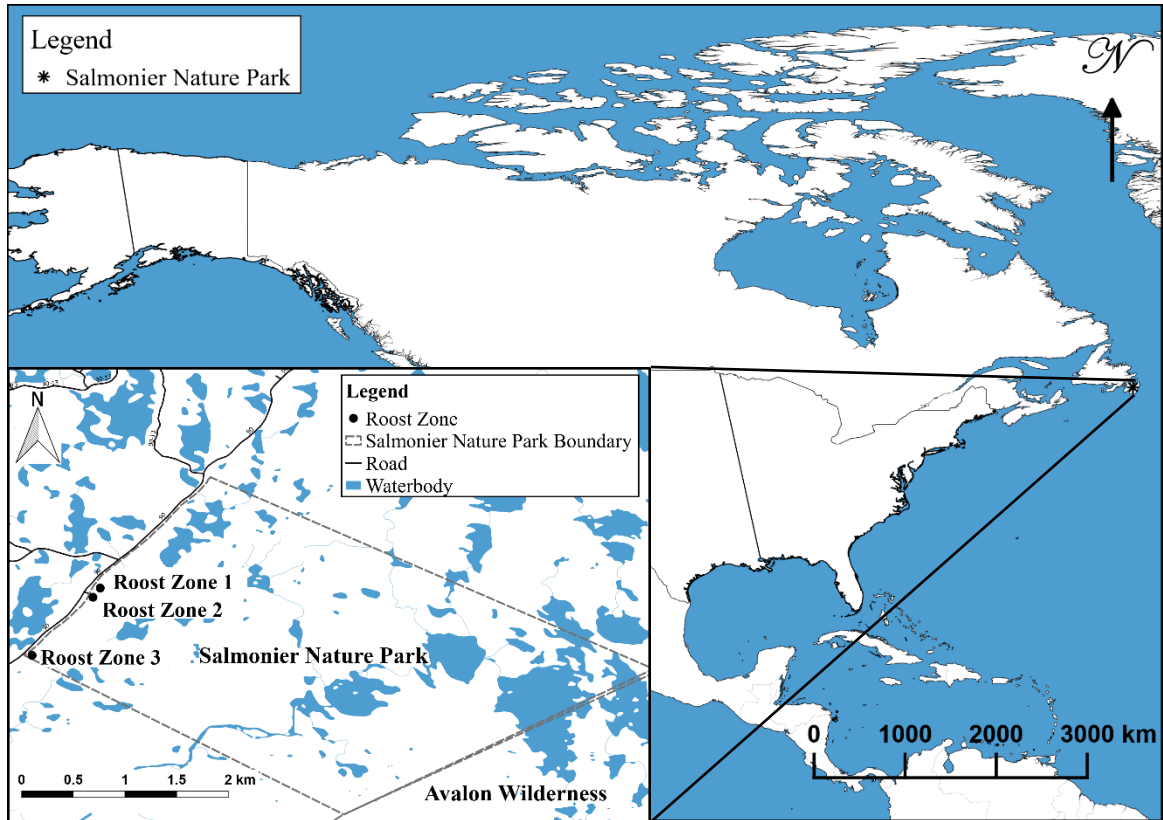 Legend
Salmonier Nature Park
N
Legend
Roost Zone
Salmonier Nature Park Boundary
Road
Waterbody
N
Roost Zone 1
Roost Zone 2
Roost Zone 3
Salmonier Nature Park
Avalon Wilderness
0 0.5 1 1.5 2 km
0 1000 2000 3000 km